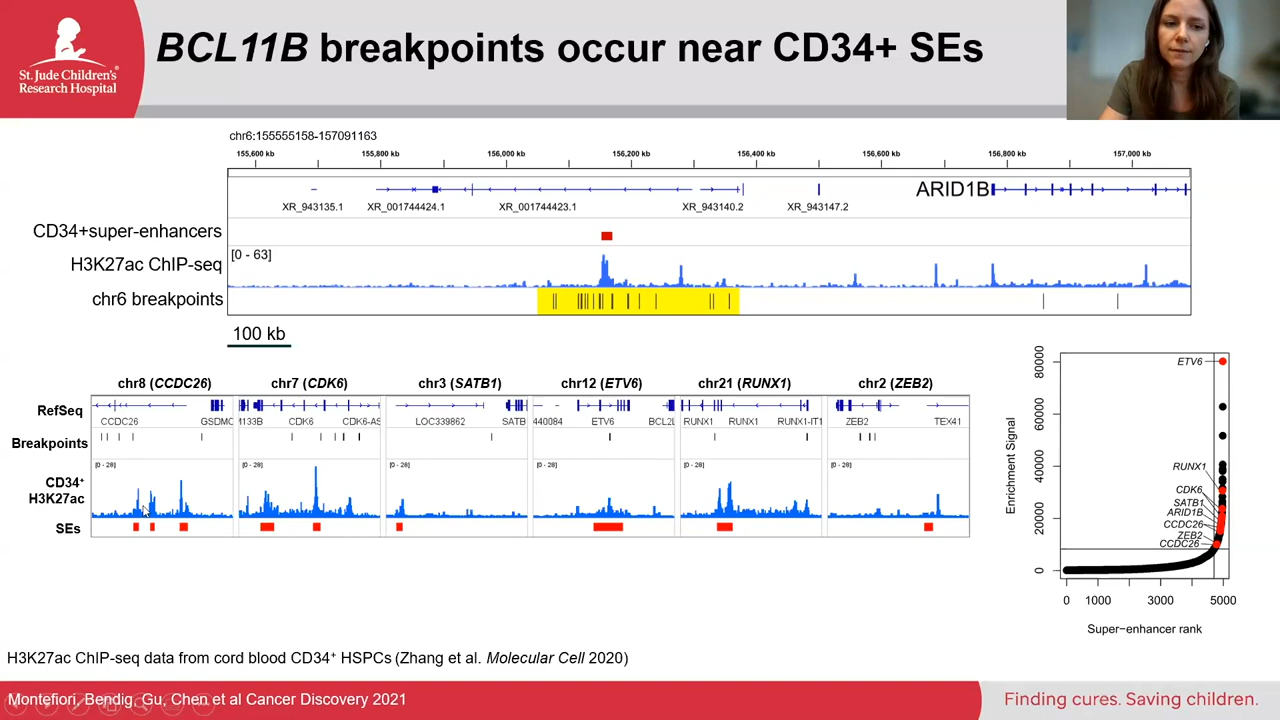 St. Jude Children's
Research Hospital
BCL11B breakpoints occur near CD34+ SEs
chr6:155555158-157091163
155,600 kb 155,800 kb 156,000 kb 156,200 kb 156,400 kb 156,600 kb 156,800 kb 157,000 kb
ARID1B
XR_943135.1 XR_001744424.1 XR_001744423.1 XR_943140.2 XR_943147.2
CD34+super-enhancers
H3K27ac ChIP-seq [0 - 63]
chr6 breakpoints
100 kb
chr8 (CCDC26) chr7 (CDK6) chr3 (SATB1) chr12 (ETV6) chr21 (RUNX1) chr2 (ZEB2)
RefSeq
CCDC26 GSDMC M133B CDK6 CDK6-AS LOC339862 SATB 440084 ETV6 BCL2L RUNX1 RUNX1 RUNX1-IT1 ZEB2 TEX41
Breakpoints
[0 - 28] [0 - 28] [0 - 28] [0 - 28] [0 - 28] [0 - 28]
CD34+
H3K27ac
SEs
Enrichment Signal
80000
60000
40000
20000
0
ETV6
RUNX1
CDK6
SATB1
ARID1B
CCDC26
ZEB2
CCDC26
0 1000 3000 5000
Super−enhancer rank
H3K27ac ChIP-seq data from cord blood CD34+ HSPCs (Zhang et al. Molecular Cell 2020)
Montefiori, Bendig, Gu, Chen et al Cancer Discovery 2021
Finding cures. Saving children.